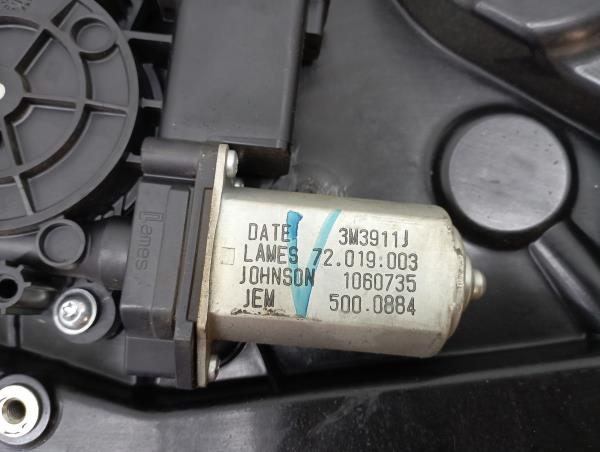 Lames
DATE 3M3911J
LAMES 72.019.003
JOHNSON 1060735
JEM 500.0884